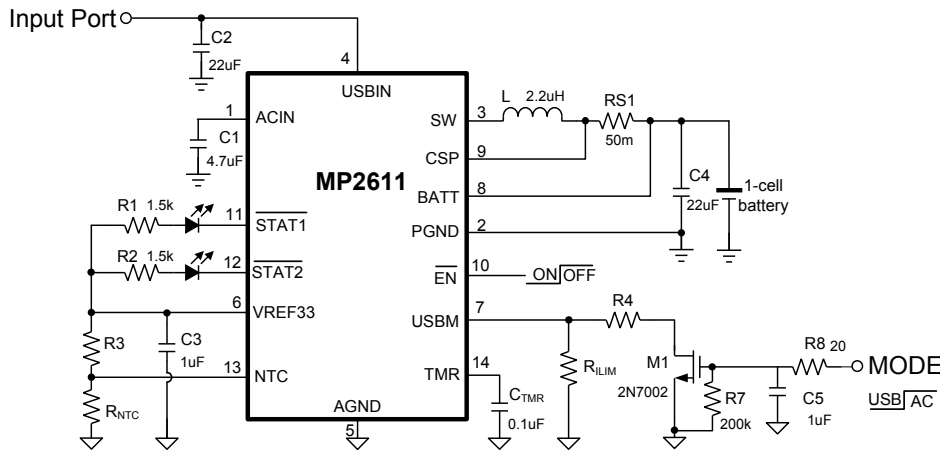 Input Port
C2
22uF
4
USBIN
1
ACIN
C1
4.7uF
MP2611
SW
3
L
2.2uH
RS1
50m
CSP
9
BATT
8
C4
22uF
1-cell
battery
PGND
2
R1 1.5k
11
STAT1
R2 1.5k
12
STAT2
EN
10
ON OFF
6
VREF33
USBM
7
R4
R3
C3
1uF
13
NTC
RNTC
TMR
14
CTMR
0.1uF
RILIM
M1
2N7002
R7
200k
R8 20
MODE
USB AC
C5
1uF
AGND
5